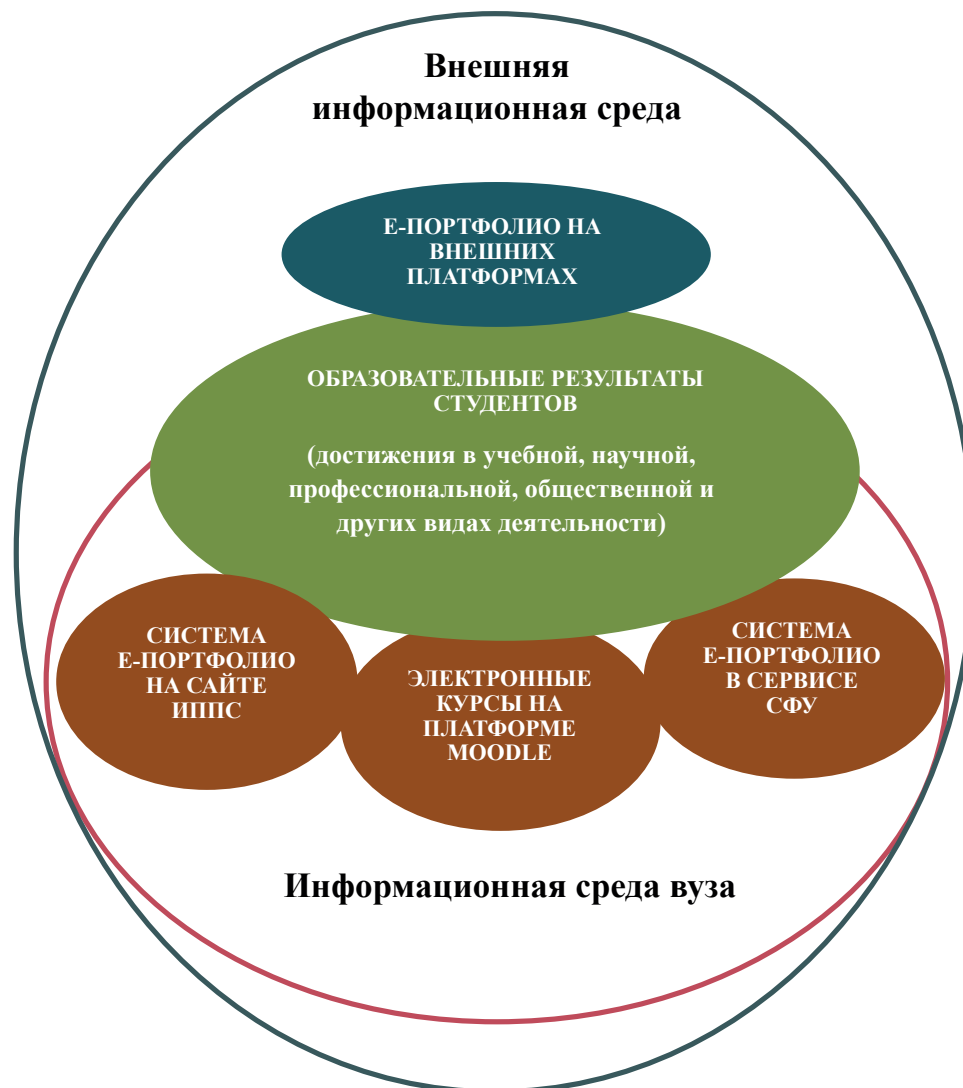 Внешняя
информационная среда
Е-ПОРТФОЛИО НА
ВНЕШНИХ
ПЛАТФОРМАХ
ОБРАЗОВАТЕЛЬНЫЕ РЕЗУЛЬТАТЫ
СТУДЕНТОВ
(достижения в учебной, научной,
профессиональной, общественной и
других видах деятельности)
СИСТЕМА
Е-ПОРТФОЛИО
НА САЙТЕ
ИППС
ЭЛЕКТРОННЫЕ
КУРСЫ НА
ПЛАТФОРМЕ
MOODLE
СИСТЕМА
Е-ПОРТФОЛИО
В СЕРВИСЕ
СФУ
Информационная среда вуза